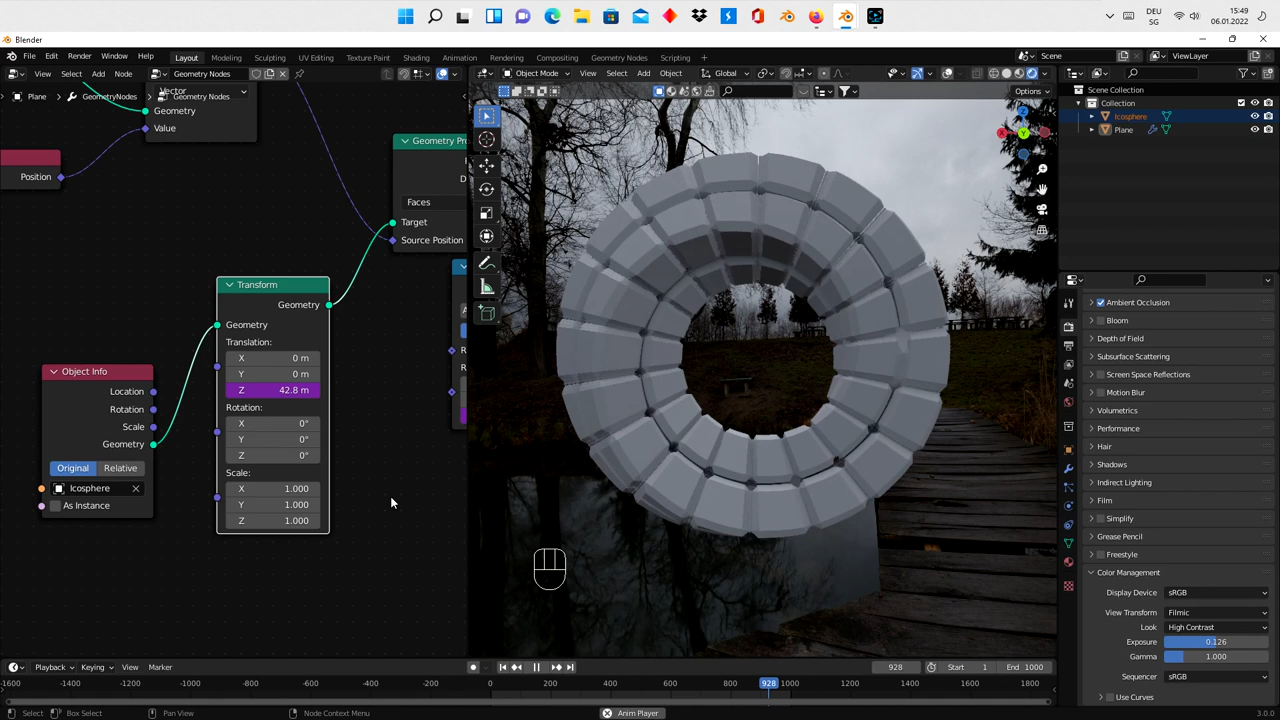 DEU
SG
15:49
06.01.2022
Blender
File Edit Render Window Help
Layout Modeling Sculpting UV Editing Texture Paint Shading Animation Rendering Compositing Geometry Nodes Scripting +
Scene
ViewLayer
View Select Add Node
Geometry Nodes
Object Mode View Select Add Object
Global
Options
Plane > GeometryNodes > Geometry Nodes
Vector
Geometry
Value
Position
Geometry Pro
Faces
Target
Source Position
Transform
Geometry
Geometry
Translation:
X 0 m
Y 0 m
Z 42.8 m
Rotation:
X 0°
Y 0°
Z 0°
Scale:
X 1.000
Y 1.000
Z 1.000
Object Info
Location
Rotation
Scale
Geometry
Original Relative
Icosphere
As Instance
Scene Collection
Collection
Icosphere
Plane
Ambient Occlusion
Bloom
Depth of Field
Subsurface Scattering
Screen Space Reflections
Motion Blur
Volumetrics
Performance
Hair
Shadows
Indirect Lighting
Film
Simplify
Grease Pencil
Freestyle
Color Management
Display Device sRGB
View Transform Filmic
Look High Contrast
Exposure 0.126
Gamma 1.000
Sequencer sRGB
Use Curves
Playback Keying View Marker
928 Start 1 End 1000
-1600 -1400 -1200 -1000 -800 -600 -400 -200 0 200 400 600 800 928 1000 1200 1400 1600 1800
Select Box Select Pan View Node Context Menu Anim Player 3.0.0